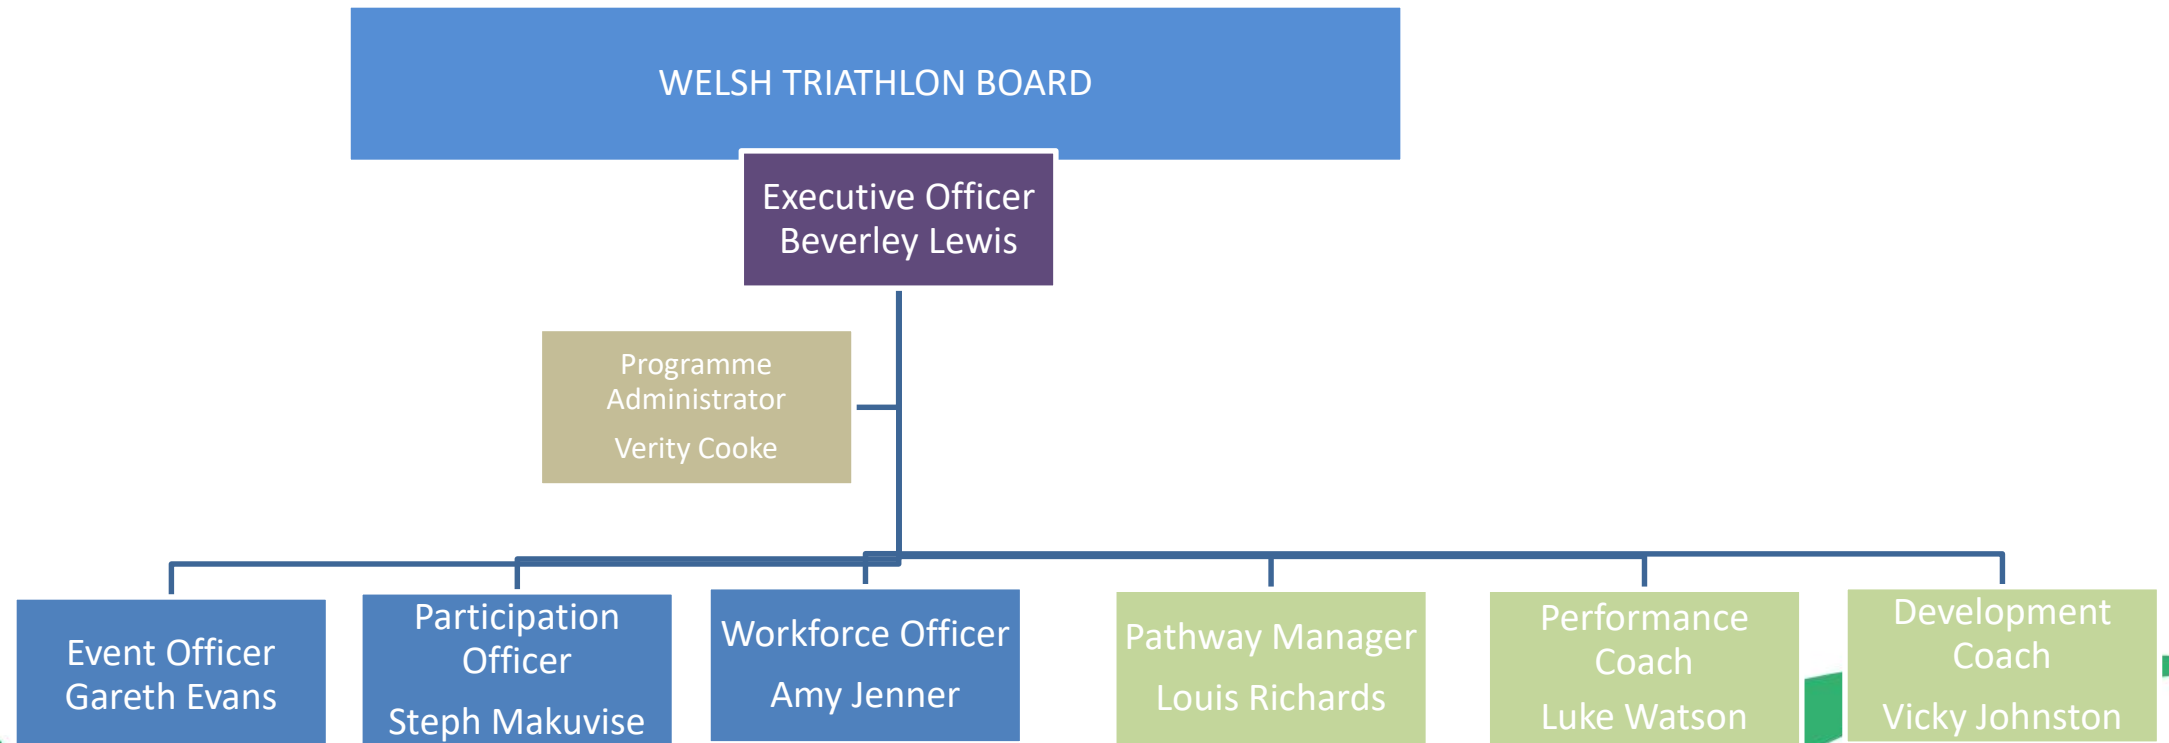 WELSH TRIATHLON BOARD
Executive Officer
Beverley Lewis
Programme
Administrator
Verity Cooke
Event Officer
Gareth Evans
Participation
Officer
Steph Makuvise
Workforce Officer
Amy Jenner
Pathway Manager
Louis Richards
Performance
Coach
Luke Watson
Development
Coach
Vicky Johnston